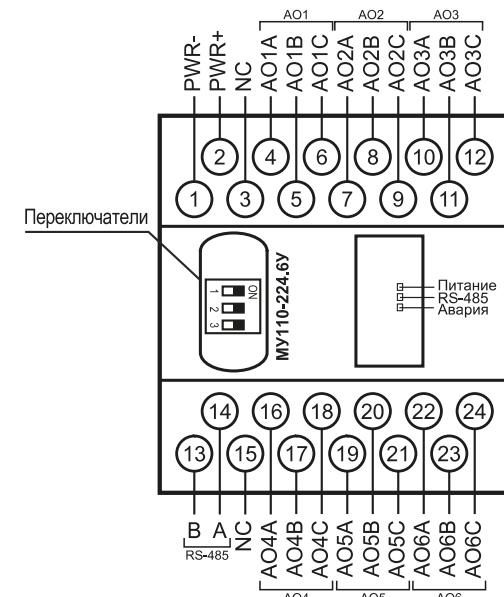 AO1 AO2 AO3
PWR- PWR+ NC AO1A AO1B AO1C AO2A AO2B AO2C AO3A AO3B AO3C
2 4 6 8 10 12
1 3 5 7 9 11
Переключатели
ON
1
2
3
МУ110-224.6У
Питание
RS-485
Авария
14 16 18 20 22 24
13 15 17 19 21 23
B A NC AO4A AO4B AO4C AO5A AO5B AO5C AO6A AO6B AO6C
RS-485
AO4 AO5 AO6